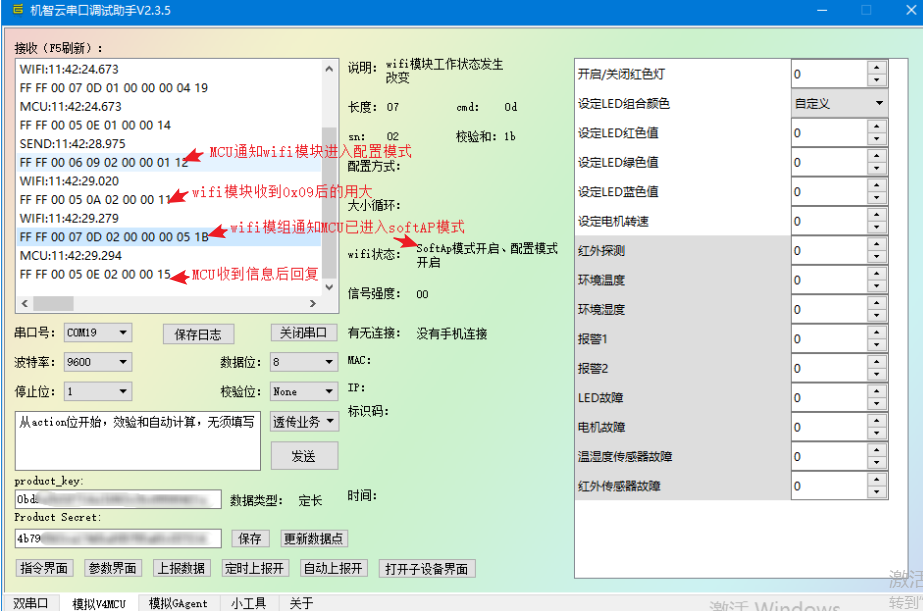 机智云串口调试助手V2.3.5
接收（F5刷新）:
WIFI:11:42:24.673
FF FF 00 07 0D 01 00 00 00 04 19
MCU:11:42:24.673
FF FF 00 05 0E 01 00 00 14
SEND:11:42:28.975
FF FF 00 06 09 02 00 00 01 12
MCU通知wifi模块进入配置模式
WIFI:11:42:29.020
FF FF 00 05 0A 02 00 00 11
wifi模块收到0x09后的用大
WIFI:11:42:29.279
FF FF 00 07 0D 02 00 00 00 05 1B
wifi模组通知MCU已进入softAP模式
MCU:11:42:29.294
FF FF 00 05 0E 02 00 00 15
MCU收到信息后回复
说明: wifi模块工作状态发生
改变
长度: 07 cmd: 0d
sn: 02 校验和: 1b
配置方式:
大小循环:
wifi状态: SoftAp模式开启、配置模式
开启
信号强度: 00
有无连接: 没有手机连接
MAC:
IP:
标识码:
时间:
串口号: COM19 保存日志 关闭串口
波特率: 9600 数据位: 8
停止位: 1 校验位: None
从action位开始，效验和自动计算，无须填写
透传业务
发送
product_key:
数据类型: 定长
Product Secret:
4b79
保存 更新数据点
指令界面 参数界面 上报数据 定时上报开 自动上报开 打开子设备界面
双串口 模拟V4MCU 模拟GAgent 小工具 关于
开启/关闭红色灯 0
设定LED组合颜色 自定义
设定LED红色值 0
设定LED绿色值 0
设定LED蓝色值 0
设定电机转速 0
红外探测 0
环境温度 0
环境湿度 0
报警1 0
报警2 0
LED故障 0
电机故障 0
温湿度传感器故障 0
红外传感器故障 0
激活
激活 Windows
转到